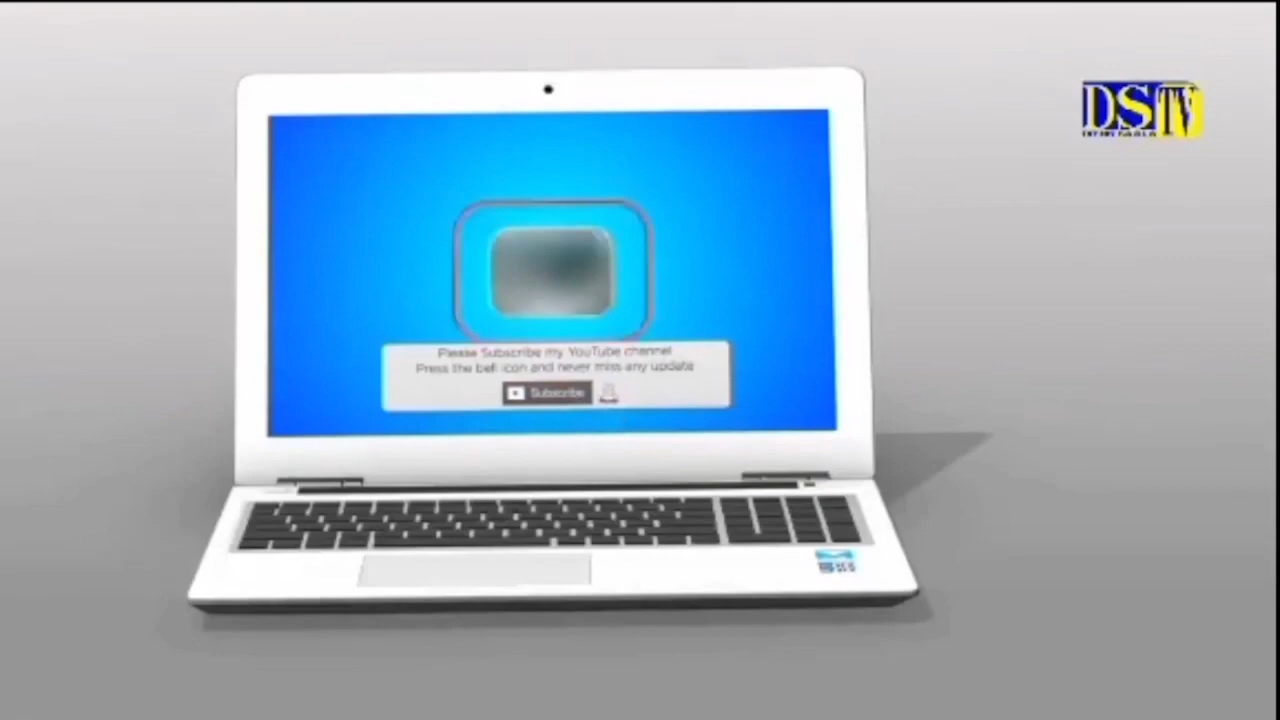 DSTV
Please Subscribe my YouTube channel
Press the bell icon and never miss any update
Subscribe